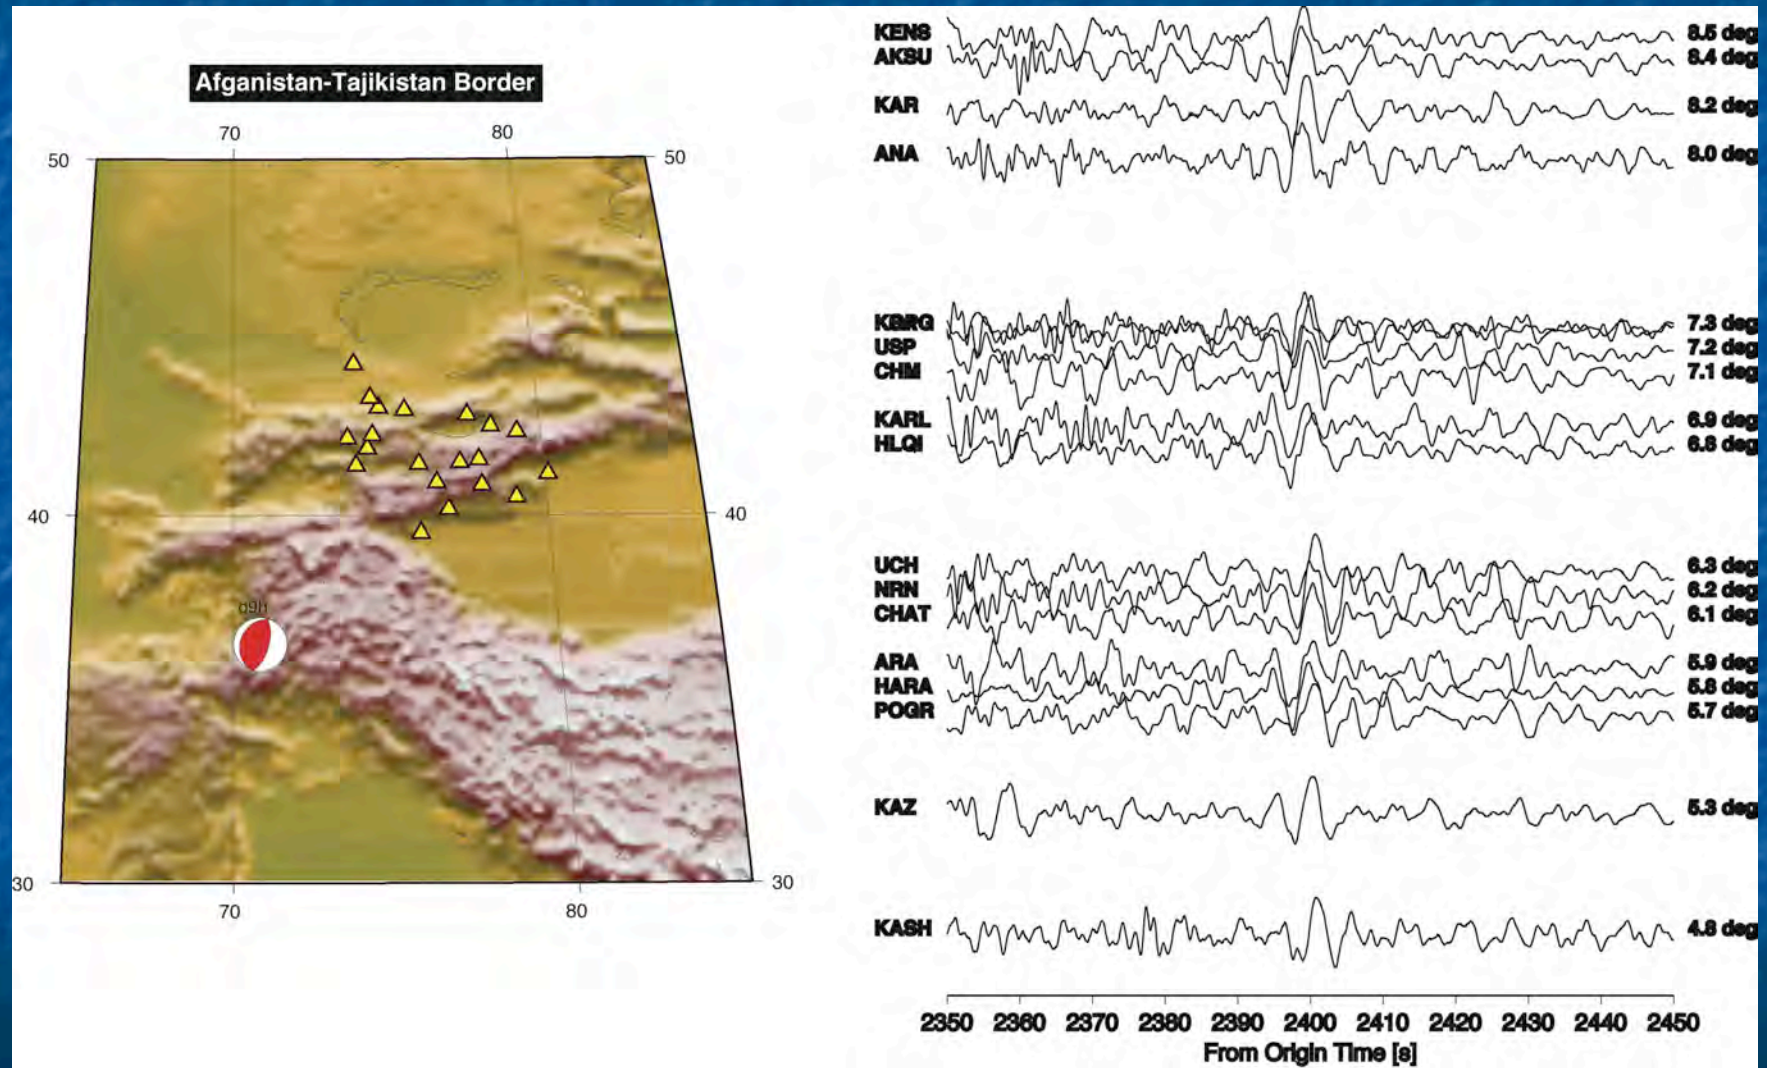 Afganistan-Tajikistan Border
70 80
50 50
40 40
30 30
70 80
KENS 8.5 deg
AKSU 8.4 deg
KAR 8.2 deg
ANA 8.0 deg
7.3 deg
USP 7.2 deg
CHM 7.1 deg
KARL 6.9 deg
HLQI 6.8 deg
UCH 6.3 deg
NRN 6.2 deg
CHAT 6.1 deg
ARA 5.9 deg
HARA 5.8 deg
POGR 5.7 deg
KAZ 5.3 deg
KASH 4.8 deg
2350 2360 2370 2380 2390 2400 2410 2420 2430 2440 2450
From Origin Time [s]